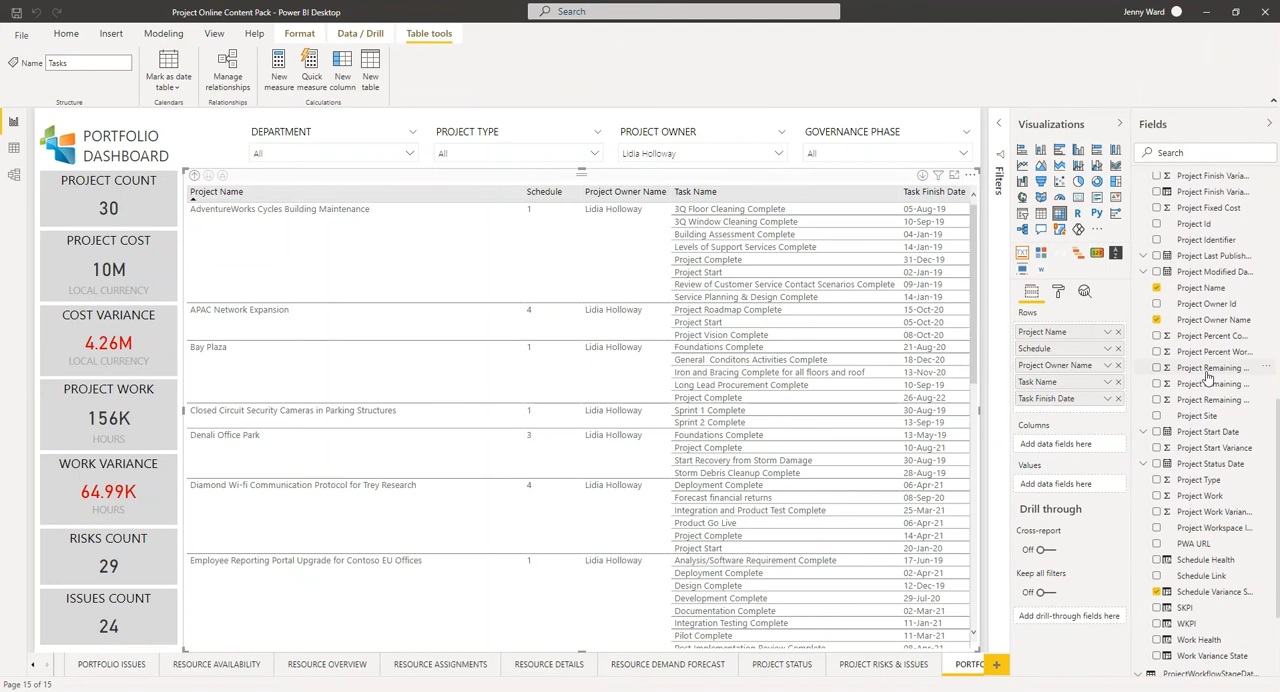 Project Online Content Pack - Power BI Desktop
Search
Jenny Ward
File Home Insert Modeling View Help Format Data / Drill Table tools
Name Tasks
Mark as date table
Manage relationships
New measure
Quick measure
New column
New table
Structure Calendars Relationships Calculations
PORTFOLIO DASHBOARD
DEPARTMENT PROJECT TYPE PROJECT OWNER GOVERNANCE PHASE
All All Lidia Holloway All
PROJECT COUNT
30
PROJECT COST
10M
LOCAL CURRENCY
COST VARIANCE
4.26M
LOCAL CURRENCY
PROJECT WORK
156K
HOURS
WORK VARIANCE
64.99K
HOURS
RISKS COUNT
29
ISSUES COUNT
24
Project Name Schedule Project Owner Name Task Name Task Finish Date
AdventureWorks Cycles Building Maintenance 1 Lidia Holloway 3Q Floor Cleaning Complete 05-Aug-19
3Q Window Cleaning Complete 10-Sep-19
Building Assessment Complete 04-Jan-19
Levels of Support Services Complete 14-Jan-19
Project Complete 31-Dec-19
Project Start 02-Jan-19
Review of Customer Service Contact Scenarios Complete 09-Jan-19
Service Planning & Design Complete 14-Jan-19
APAC Network Expansion 4 Lidia Holloway Project Roadmap Complete 15-Oct-20
Project Start 05-Oct-20
Project Vision Complete 08-Oct-20
Bay Plaza 1 Lidia Holloway Foundations Complete 21-Aug-20
General Conditons Activities Complete 18-Dec-20
Iron and Bracing Complete for all floors and roof 13-Nov-20
Long Lead Procurement Complete 10-Sep-19
Project Complete 26-Aug-22
Closed Circuit Security Cameras in Parking Structures 1 Lidia Holloway Sprint 1 Complete 30-Aug-19
Sprint 2 Complete 13-Sep-19
Denali Office Park 3 Lidia Holloway Foundations Complete 13-May-19
Project Complete 10-Aug-21
Start Recovery from Storm Damage 30-Aug-19
Storm Debris Cleanup Complete 28-Aug-19
Diamond Wi-fi Communication Protocol for Trey Research 4 Lidia Holloway Deployment Complete 06-Apr-21
Forecast financial returns 08-Sep-20
Integration and Product Test Complete 25-Mar-21
Product Go Live 06-Apr-21
Project Complete 14-Apr-21
Project Start 20-Jan-20
Employee Reporting Portal Upgrade for Contoso EU Offices 1 Lidia Holloway Analysis/Software Requirement Complete 17-Jun-20
Deployment Complete 02-Apr-21
Design Complete 12-Dec-20
Development Complete 29-Jul-20
Documentation Complete 02-Mar-21
Integration Testing Complete 11-Jan-21
Pilot Complete 11-Mar-21
Post Implementation Review Complete
PORTFOLIO ISSUES RESOURCE AVAILABILITY RESOURCE OVERVIEW RESOURCE ASSIGNMENTS RESOURCE DETAILS RESOURCE DEMAND FORECAST PROJECT STATUS PROJECT RISKS & ISSUES PORTFO
Page 15 of 15
Filters
Visualizations
Rows
Project Name
Schedule
Project Owner Name
Task Name
Task Finish Date
Columns
Add data fields here
Values
Add data fields here
Drill through
Cross-report
Off
Keep all filters
Off
Add drill-through fields here
Fields
Search
Project Finish Varia...
Project Finish Varia...
Project Fixed Cost
Project Id
Project Identifier
Project Last Publish...
Project Modified Da...
Project Name
Project Owner Id
Project Owner Name
Project Percent Co...
Project Percent Wor...
Project Remaining ...
Project Remaining ...
Project Remaining ...
Project Site
Project Start Date
Project Start Variance
Project Status Date
Project Type
Project Work
Project Work Varian...
Project Workspace I...
PWA URL
Schedule Health
Schedule Link
Schedule Variance S...
SKPI
WKPI
Work Health
Work Variance State
ProjectWorkflowStageDat...